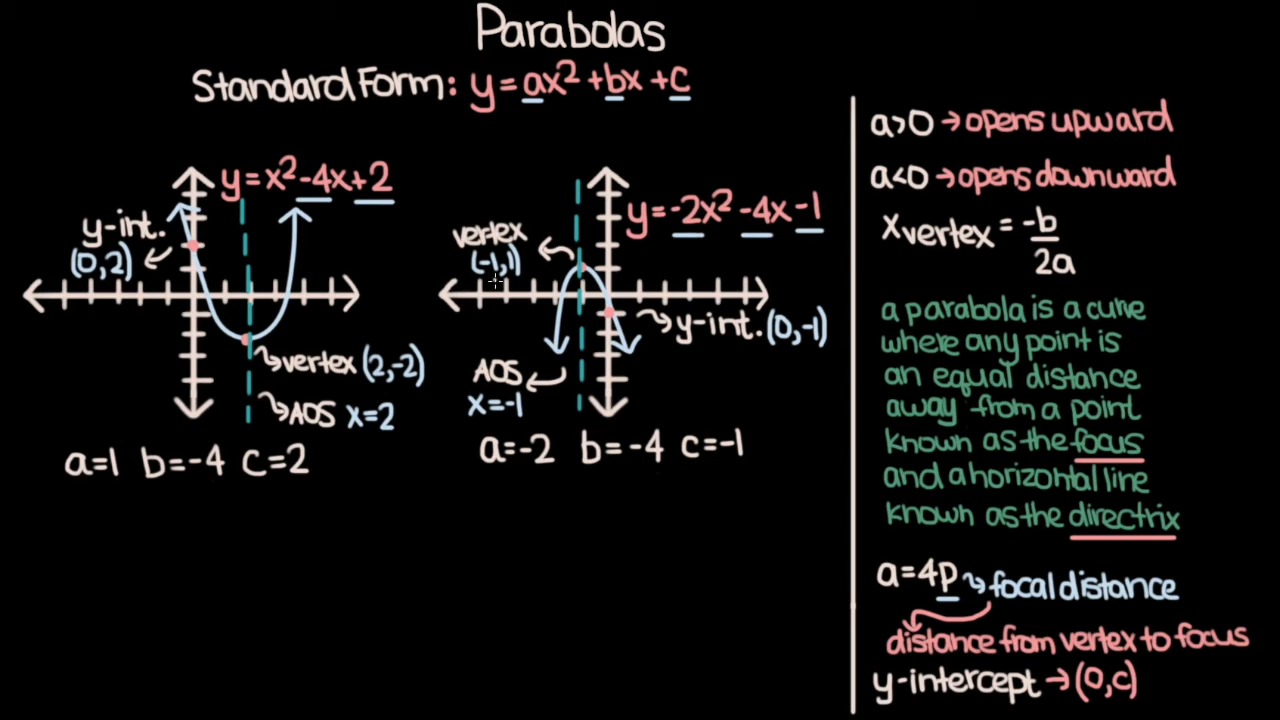 Parabolas
Standard Form: y = ax² + bx + c
y = x² - 4x + 2
y-int.
(0,2)
vertex (2,-2)
AOS x=2
a=1 b=-4 c=2
y = -2x² - 4x - 1
vertex
(-1,1)
y-int. (0,-1)
AOS
x=-1
a=-2 b=-4 c=-1
a>0 → opens upward
a<0 → opens downward
x vertex = -b
2a
a parabola is a curve
where any point is
an equal distance
away from a point
known as the focus
and a horizontal line
known as the directrix
a=4p focal distance
distance from vertex to focus
y-intercept → (0,c)